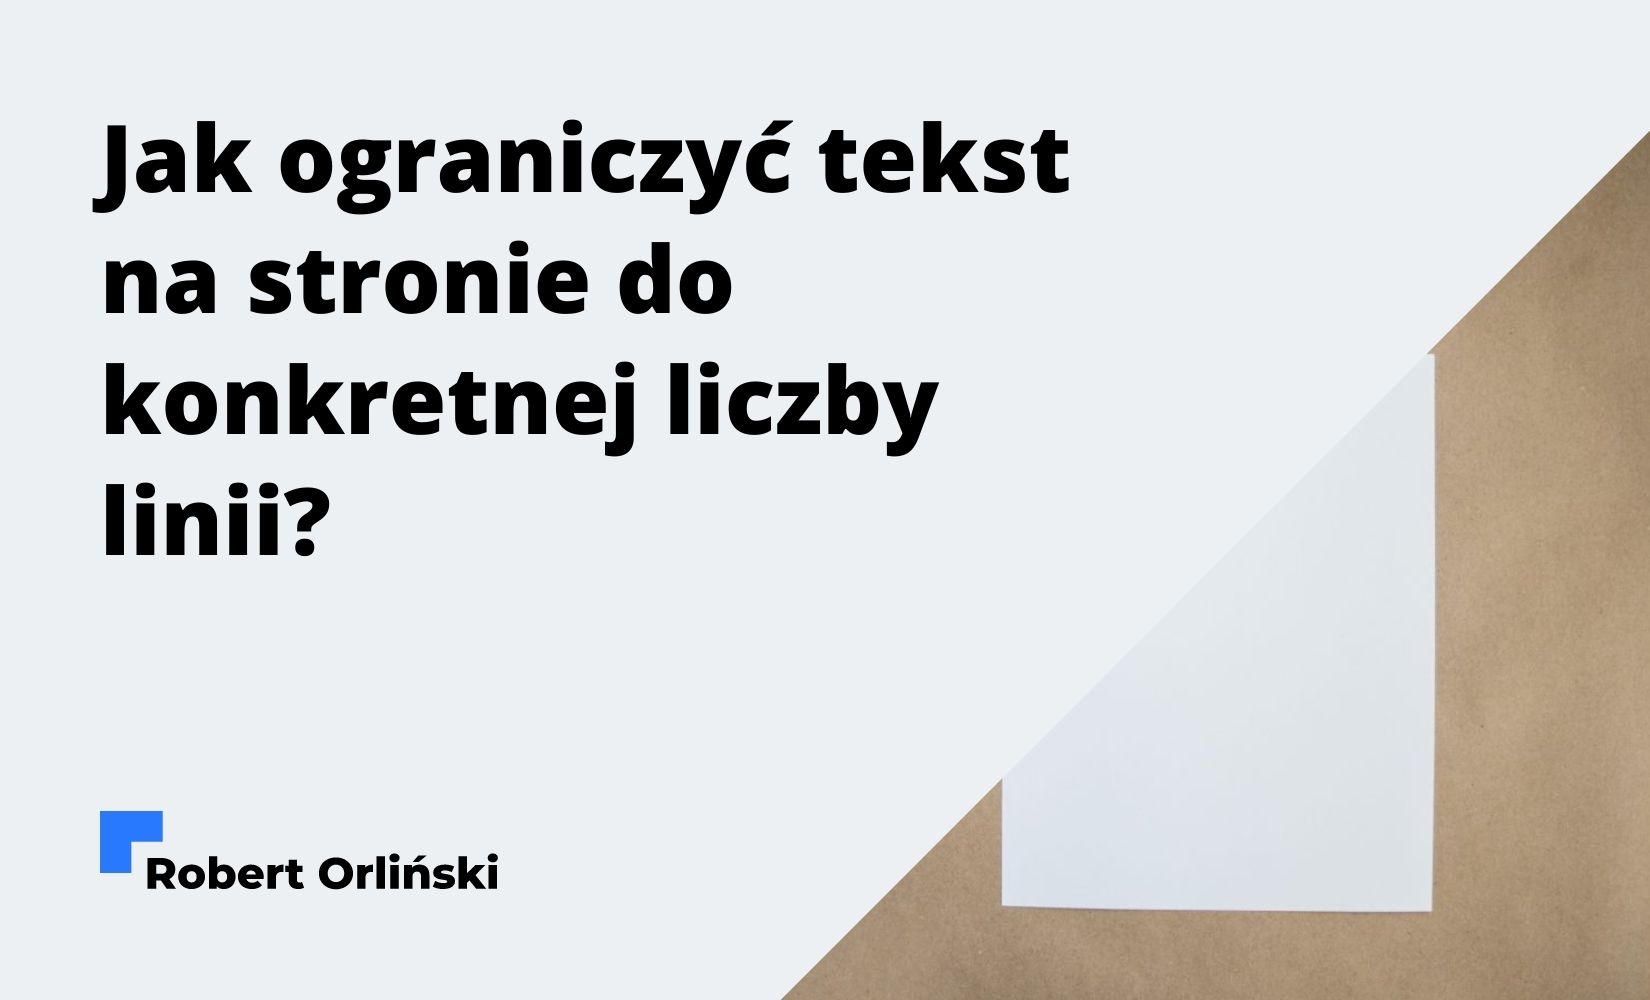 Jak ograniczyć tekst
na stronie do
konkretnej liczby
linii?
Robert Orliński